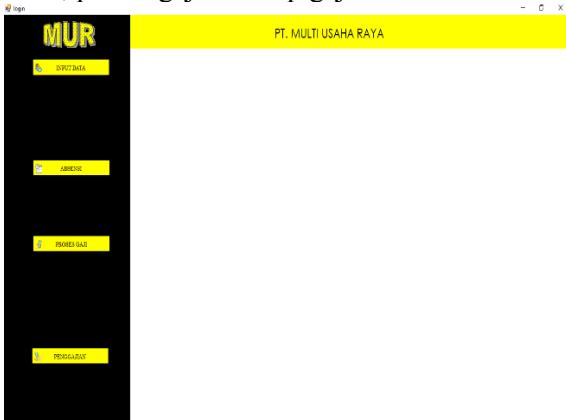 login
MUR
PT. MULTI USAHA RAYA
INPUT DATA
ABSENSI
PROSES GAJI
PENGGAJIAN